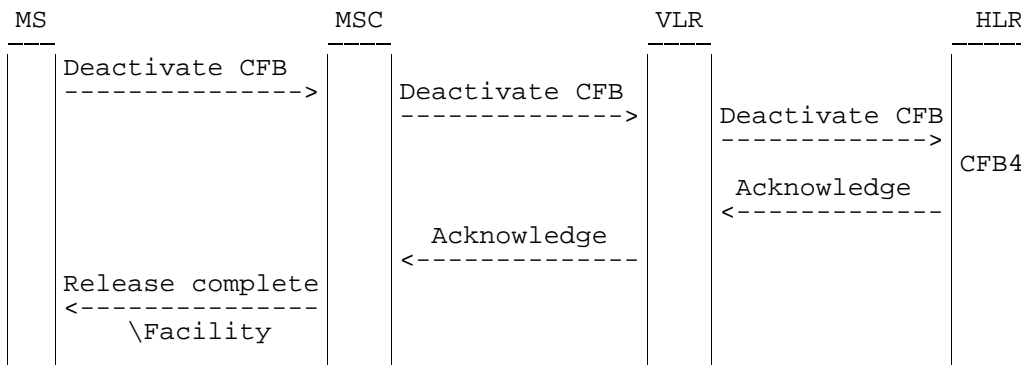 MS MSC VLR HLR
Deactivate CFB
--------------->
Deactivate CFB
-------------->
Deactivate CFB
------------->
CFB4
Acknowledge
<-------------
Acknowledge
<--------------
Release complete
<---------------
\Facility